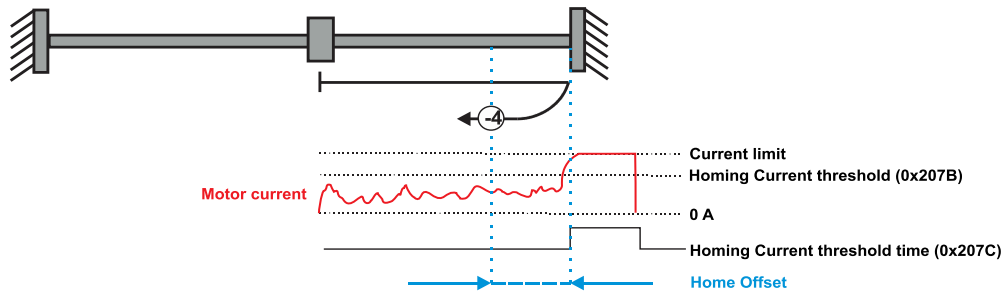 -4
Current limit
Homing Current threshold (0x207B)
Motor current
0 A
Homing Current threshold time (0x207C)
Home Offset